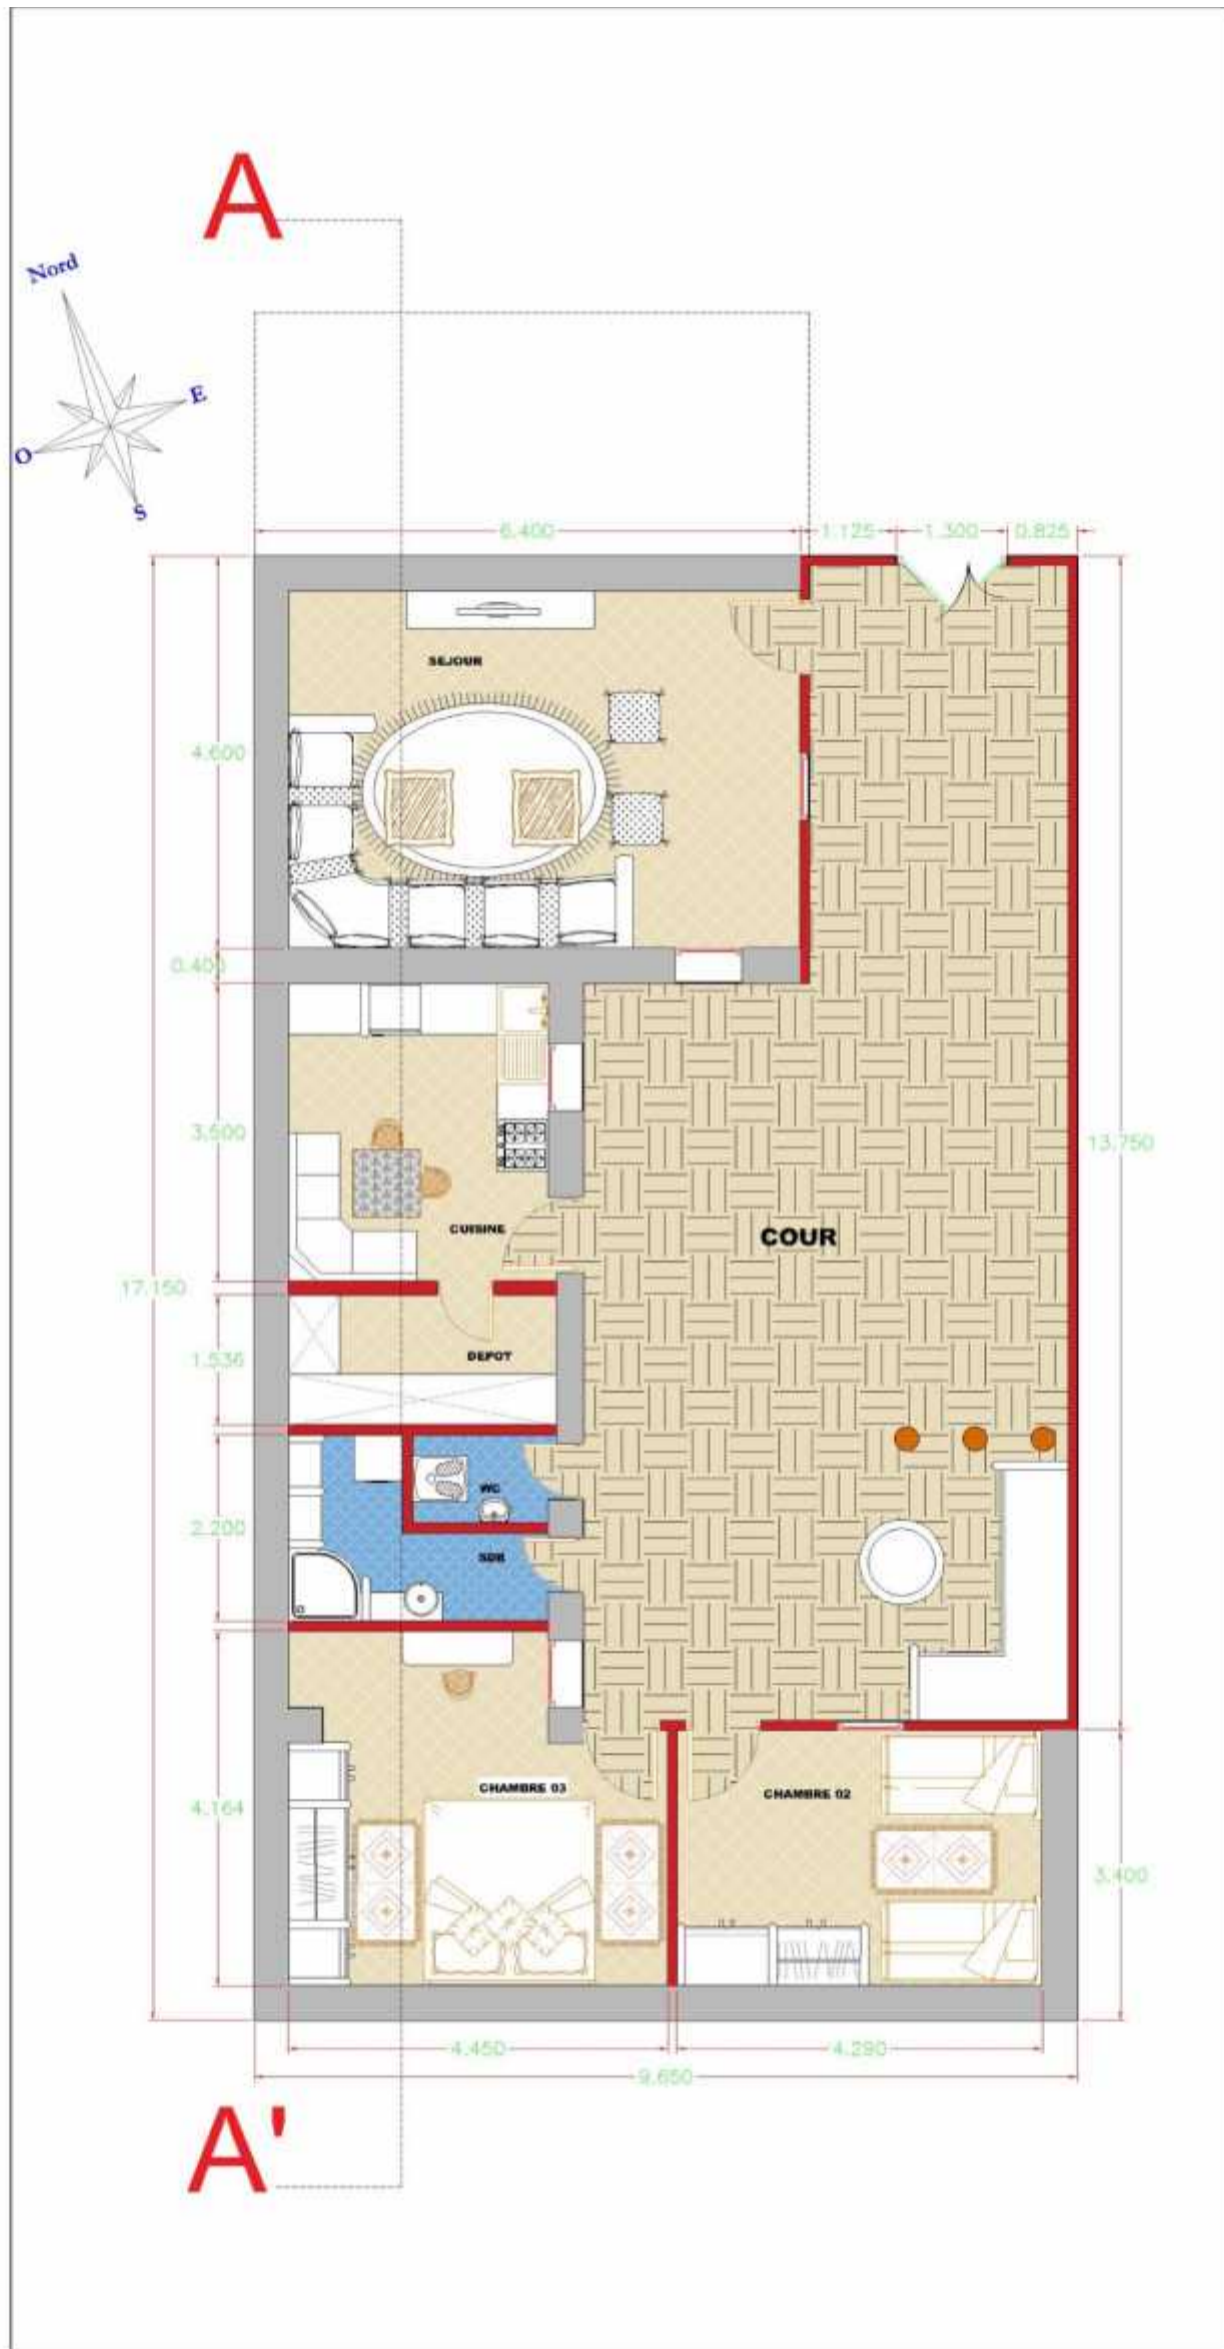 A
Nord
E
O
S
6.400
1.125
1.300
0.825
SEJOUR
4.600
0.400
3.500
13.750
CUISINE
COUR
17.150
1.536
DEPOT
WC
2.200
SDB
CHAMBRE 03
CHAMBRE 02
4.164
3.400
4.450
4.290
9.650
A'